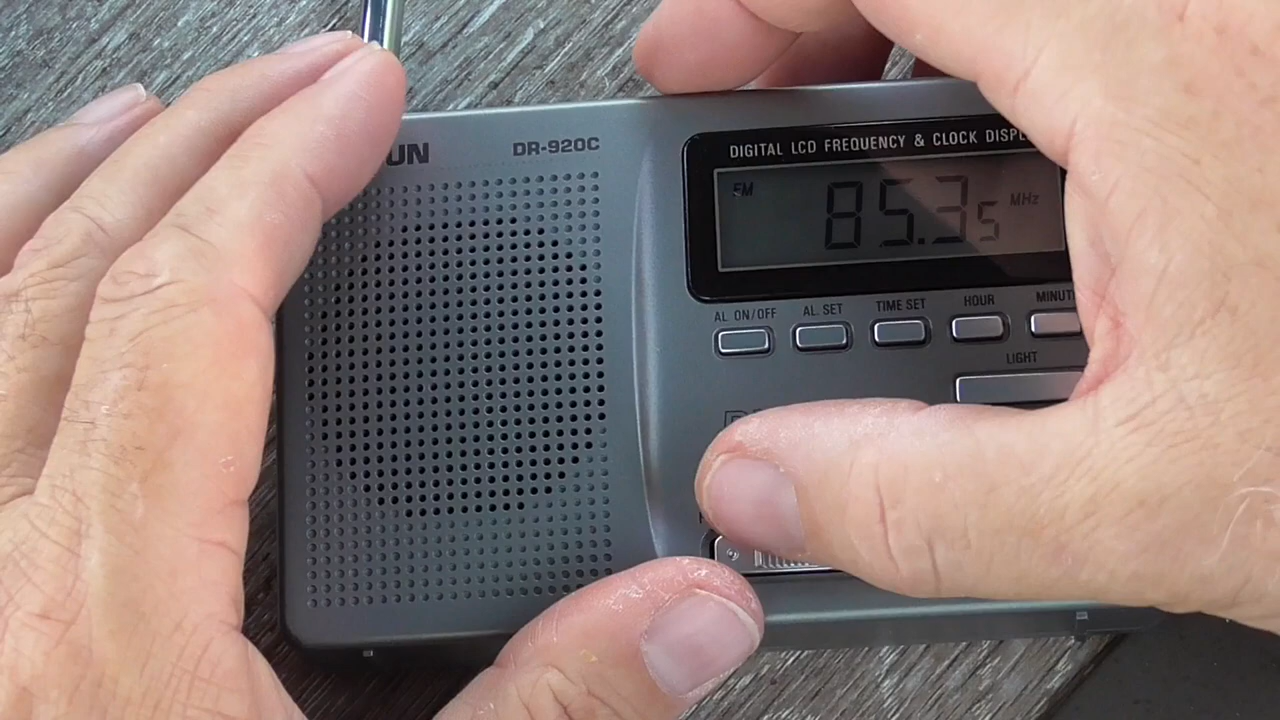 UN
DR-920C
DIGITAL LCD FREQUENCY & CLOCK DISPL
FM 85.35 MHz
AL ON/OFF AL. SET TIME SET HOUR MINUT
LIGHT